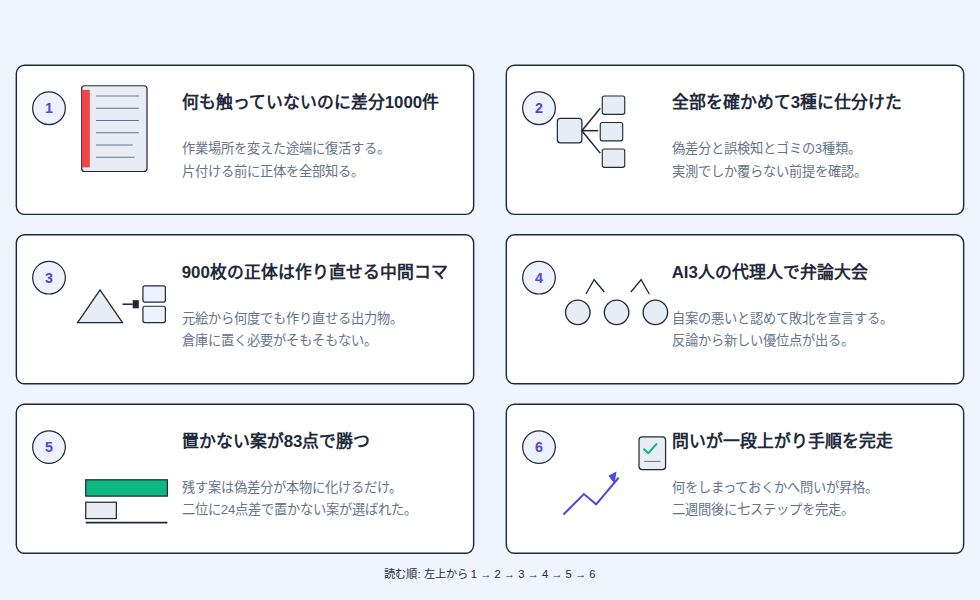 1
何も触っていないのに差分1000件
作業場所を変えた途端に復活する。
片付ける前に正体を全部知る。
2
全部を確かめて3種に仕分けた
偽差分と誤検知とゴミの3種類。
実測でしか覆らない前提を確認。
3
900枚の正体は作り直せる中間コマ
元絵から何度でも作り直せる出力物。
倉庫に置く必要がそもそもない。
4
AI3人の代理人で弁論大会
自案の悪いと認めて敗北を宣言する。
反論から新しい優位点が出る。
5
置かない案が83点で勝つ
残す案は偽差分が本物に化けるだけ。
二位に24点差で置かない案が選ばれた。
6
問いが一段上がり手順を完走
何をしまっておくかへ問いが昇格。
二週間後に七ステップを完走。
読む順: 左上から 1 → 2 → 3 → 4 → 5 → 6